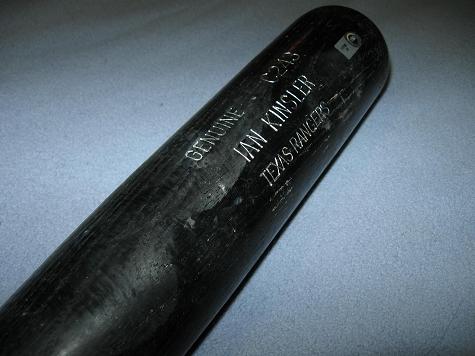 GENUINE C243
IAN KINSLER
TEXAS RANGERS